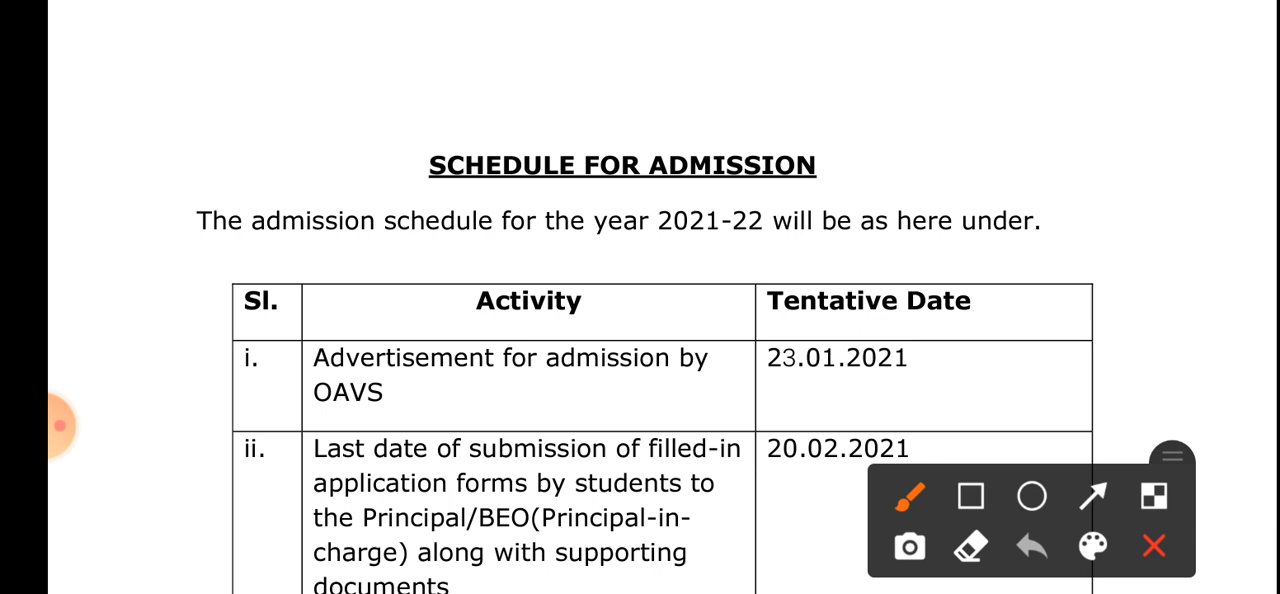 SCHEDULE FOR ADMISSION
The admission schedule for the year 2021-22 will be as here under.
Sl. Activity Tentative Date
i. Advertisement for admission by 23.01.2021
OAVS
ii. Last date of submission of filled-in 20.02.2021
application forms by students to
the Principal/BEO(Principal-in-
charge) along with supporting
documents